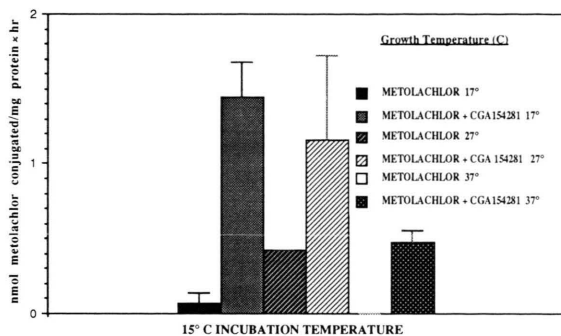 2
1
0
nmol metolachlor conjugated/mg protein × hr
Growth Temperature (C)
METOLACHLOR 17°
METOLACHLOR + CGA154281 17°
METOLACHLOR 27°
METOLACHLOR + CGA 154281 27°
METOLACHLOR 37°
METOLACHLOR + CGA154281 37°
15° C INCUBATION TEMPERATURE